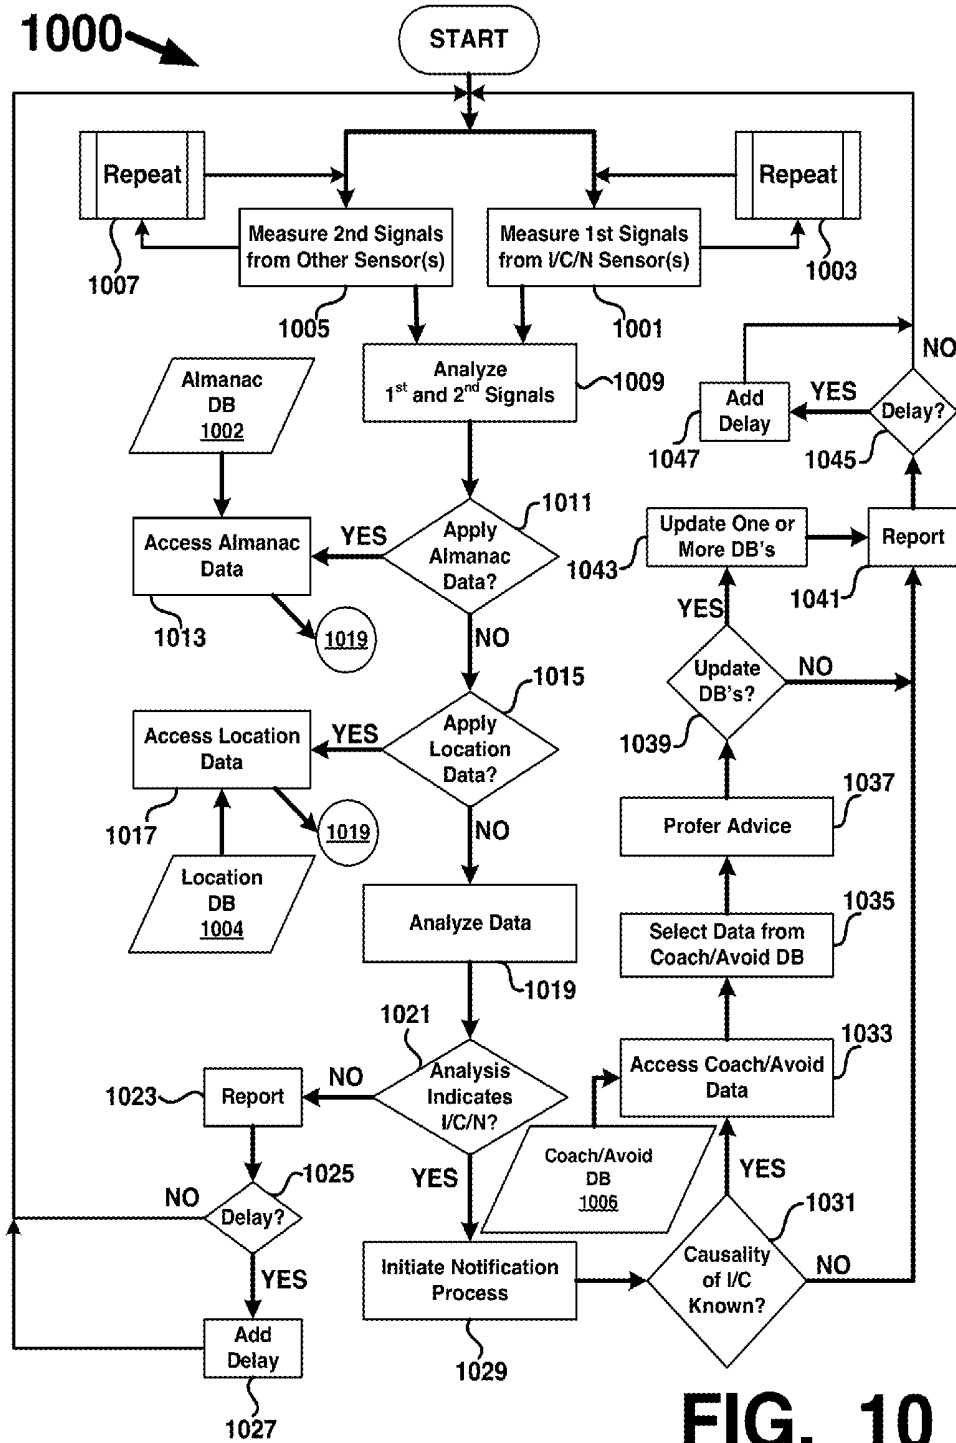 1000
START
Repeat
Repeat
1007
1003
Measure 2nd Signals
from Other Sensor(s)
Measure 1st Signals
from I/C/N Sensor(s)
1005
1001
Almanac
DB
1002
Analyze
1st and 2nd Signals
1009
NO
Add
Delay
YES
Delay?
1047
1045
1011
YES
Apply
Almanac
Data?
Access Almanac
Data
1013
1019
NO
Update One or
More DB's
1043
Report
1041
YES
Update
DB's?
NO
1039
1015
YES
Apply
Location
Data?
Access Location
Data
1017
1019
NO
Location
DB
1004
Profer Advice
1037
Analyze Data
1019
Select Data from
Coach/Avoid DB
1035
1021
Analysis
Indicates
I/C/N?
NO
YES
1023
Report
Access Coach/Avoid
Data
1033
Coach/Avoid
DB
1006
YES
1025
Delay?
NO
YES
Add
Delay
1027
Initiate Notification
Process
1029
1031
Causality
of I/C
Known?
NO
FIG. 10